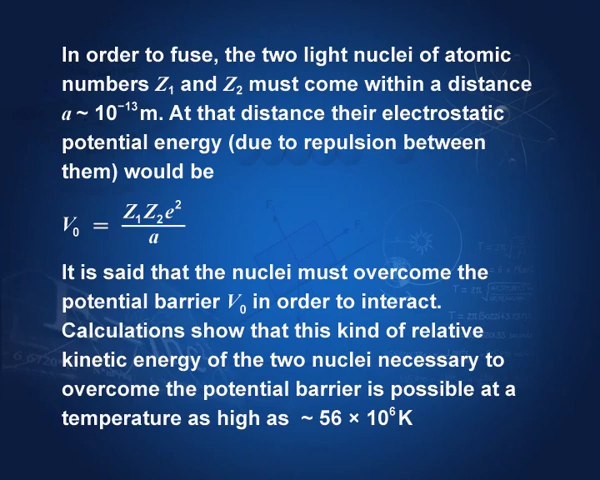 In order to fuse, the two light nuclei of atomic
numbers Z₁ and Z₂ must come within a distance
a ~ 10⁻¹³ m. At that distance their electrostatic
potential energy (due to repulsion between
them) would be
V₀ = Z₁Z₂e² / a
It is said that the nuclei must overcome the
potential barrier V₀ in order to interact.
Calculations show that this kind of relative
kinetic energy of the two nuclei necessary to
overcome the potential barrier is possible at a
temperature as high as ~ 56 × 10⁶ K